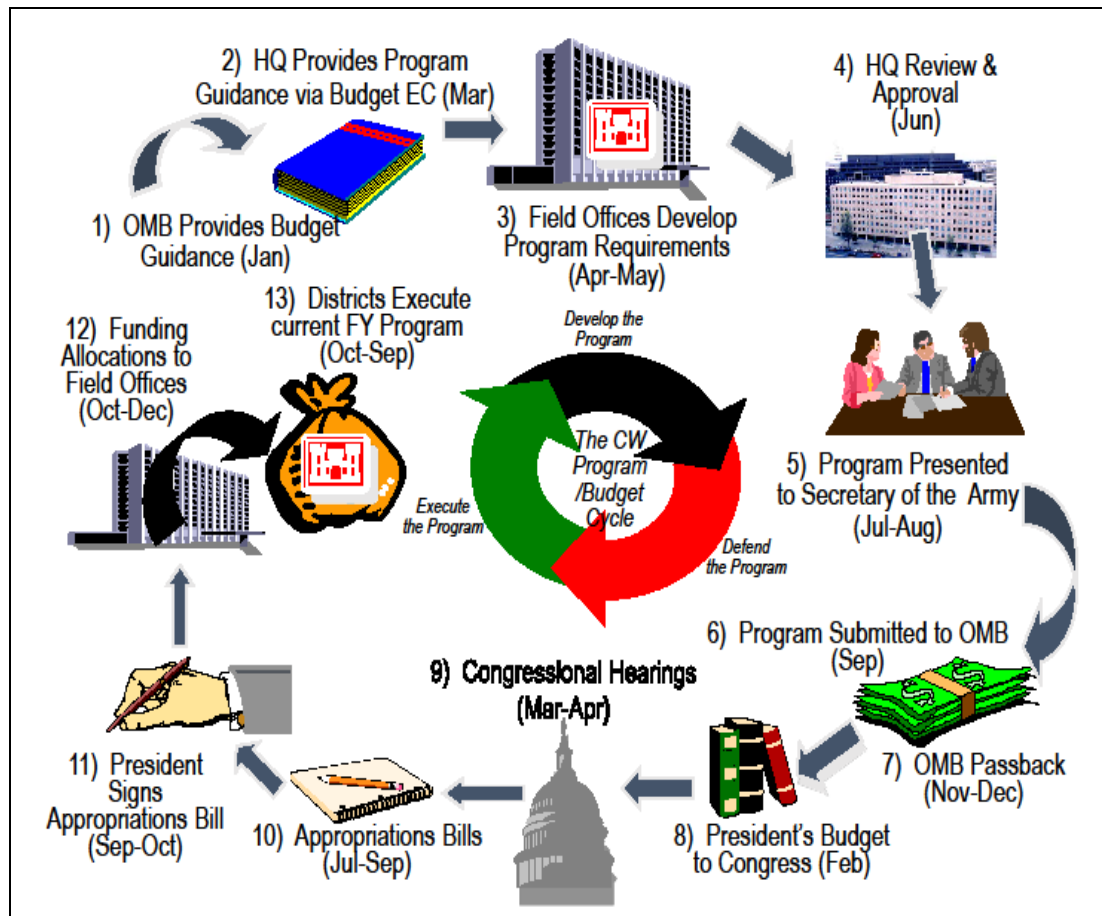 2) HQ Provides Program
Guidance via Budget EC (Mar)
4) HQ Review &
Approval
(Jun)
1) OMB Provides Budget
Guidance (Jan)
3) Field Offices Develop
Program Requirements
(Apr-May)
13) Districts Execute
current FY Program
(Oct-Sep)
12) Funding
Allocations to
Field Offices
(Oct-Dec)
Develop the
Program
The CW
Program
/Budget
Cycle
Execute
the Program
Defend
the Program
5) Program Presented
to Secretary of the Army
(Jul-Aug)
6) Program Submitted to OMB
(Sep)
7) OMB Passback
(Nov-Dec)
8) President's Budget
to Congress (Feb)
9) Congressional Hearings
(Mar-Apr)
10) Appropriations Bills
(Jul-Sep)
11) President
Signs
Appropriations Bill
(Sep-Oct)